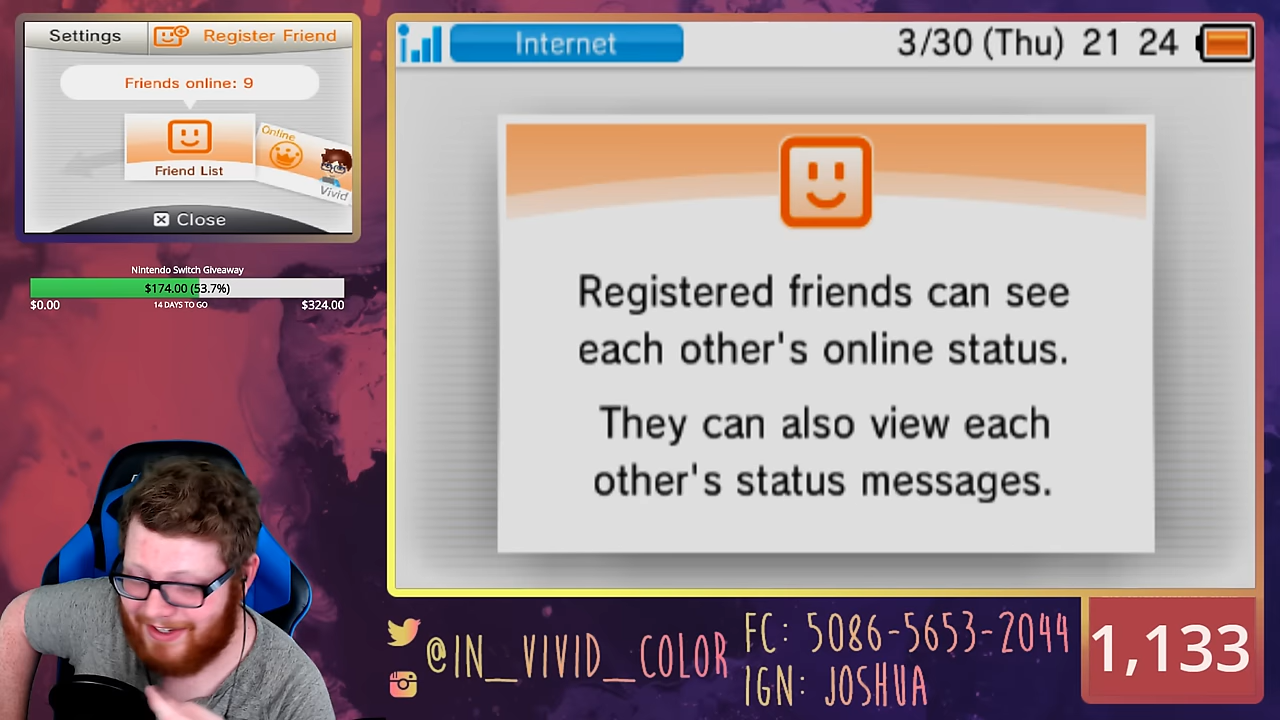 Settings
Register Friend
Friends online: 9
Friend List
Online
Vivid
Close
Nintendo Switch Giveaway
$174.00 (53.7%)
$0.00
14 DAYS TO GO
$324.00
Internet
3/30 (Thu) 21 24
Registered friends can see
each other's online status.
They can also view each
other's status messages.
@IN_VIVID_COLOR
FC: 5086-5653-2044
IGN: JOSHUA
1,133